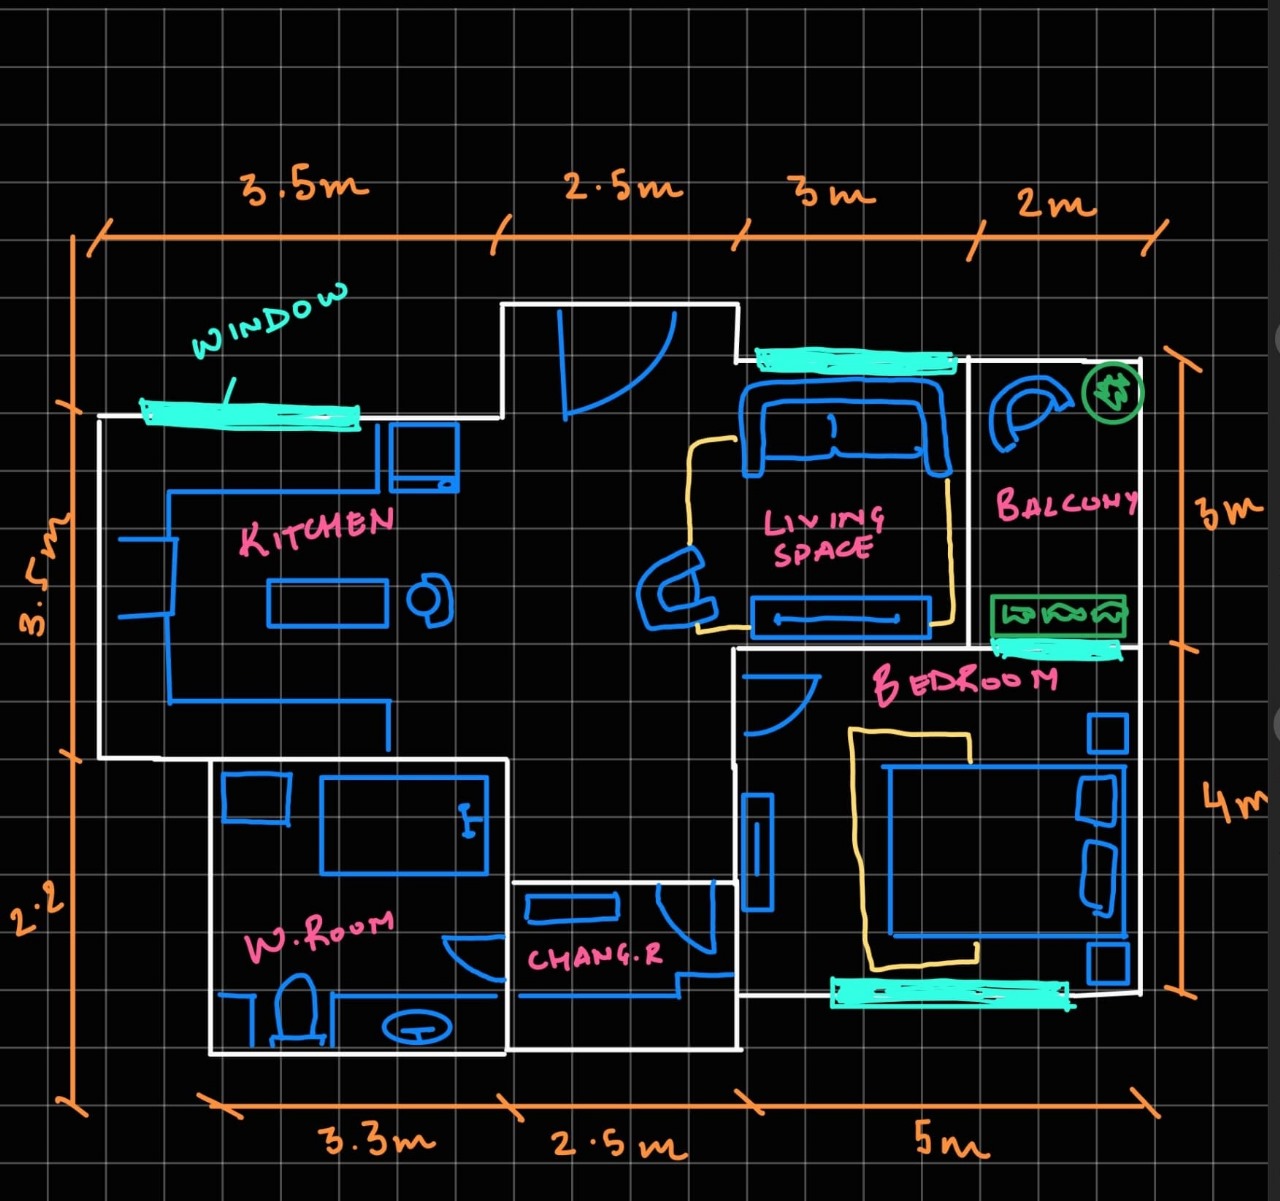 3.5m
2.5m
3m
2m
WINDOW
KITCHEN
LIVING
SPACE
BALCONY
3m
3.5m
BEDROOM
4m
2.2
W.ROOM
CHANG.R
3.3m
2.5m
5m